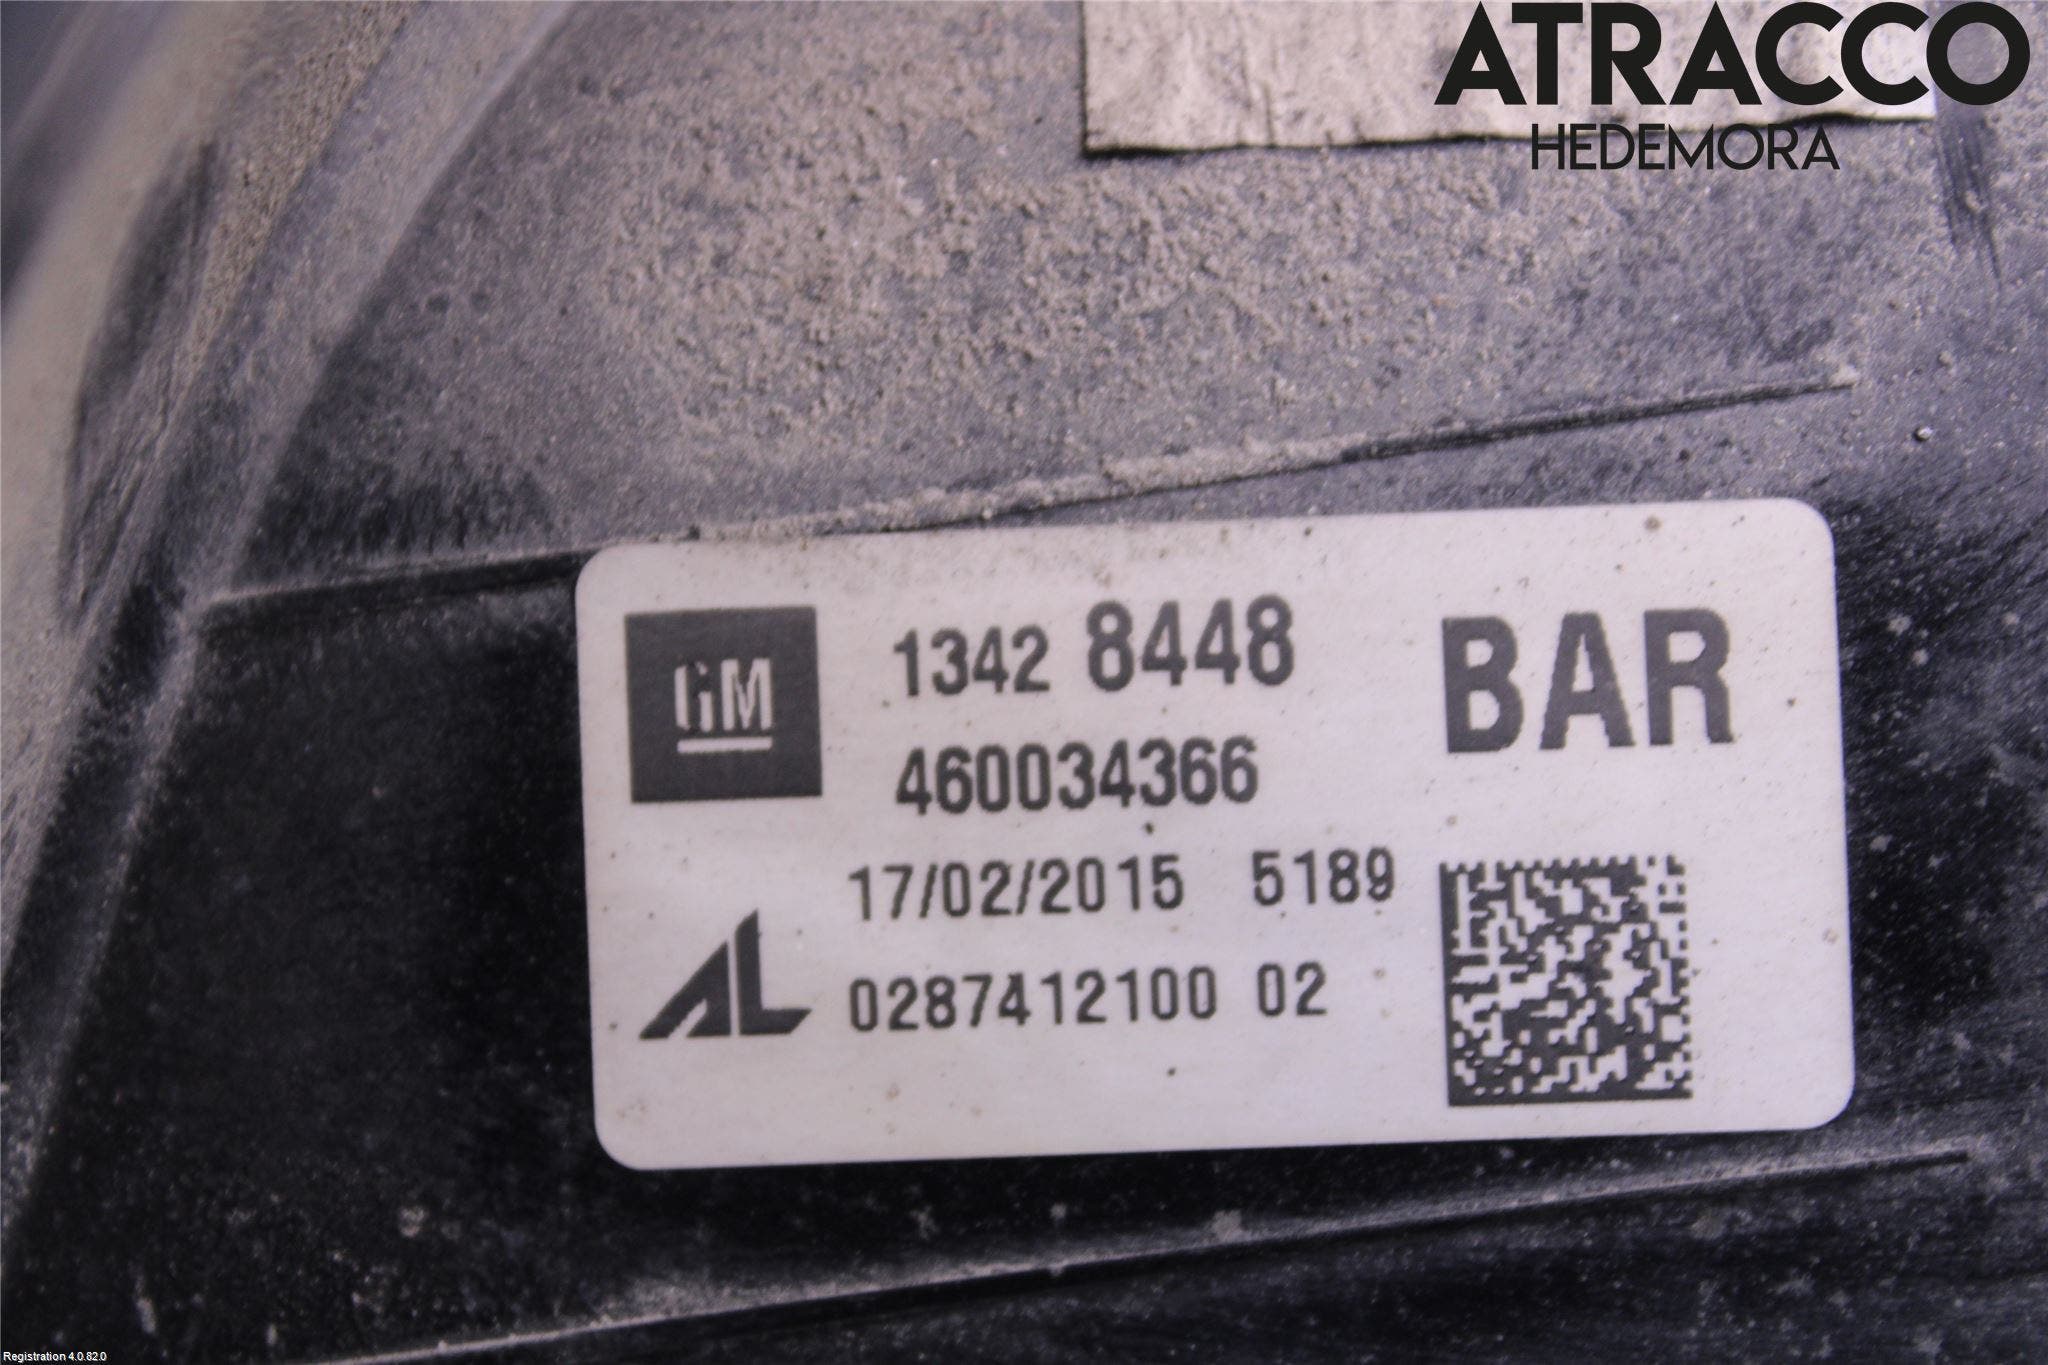 ATRACCO
HEDEMORA
GM
1342 8448
BAR
460034366
17/02/2015 5189
AL
0287412100 02
Registration 4.0.82.0